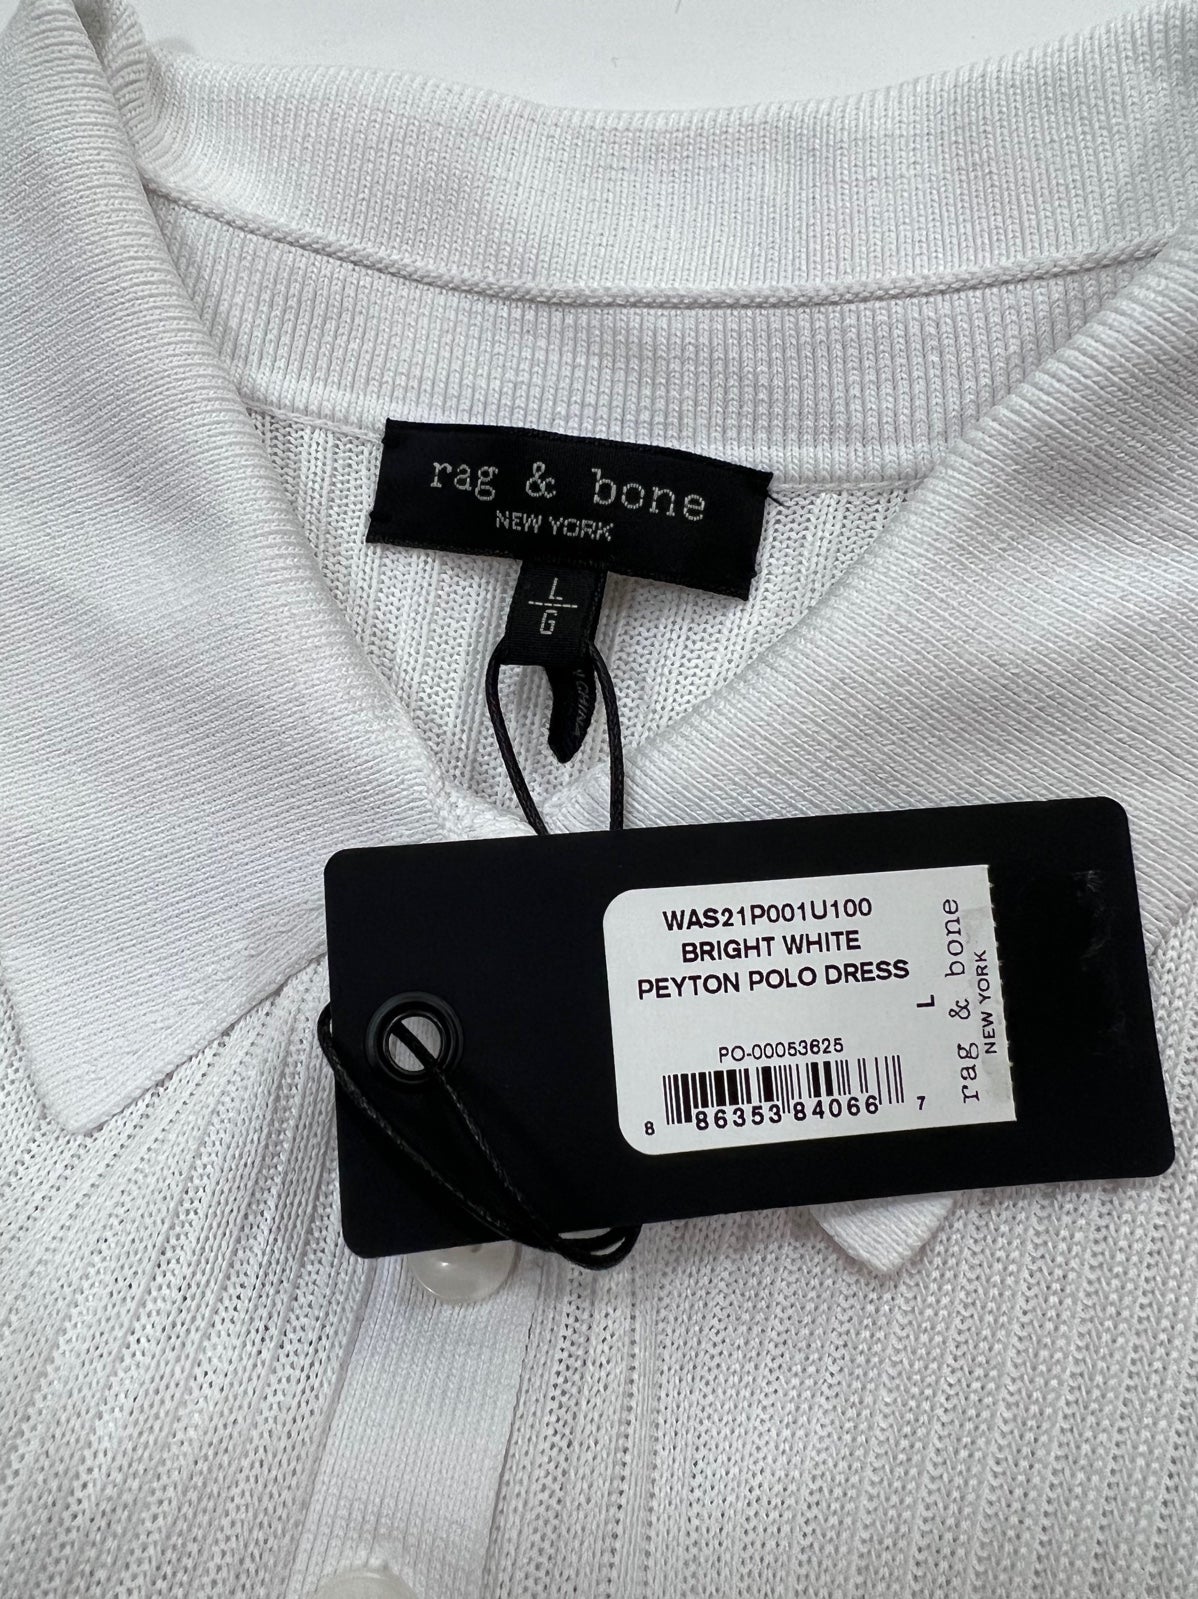 rag & bone
NEW YORK
L
G
CHINA
WAS21P001U100
BRIGHT WHITE
PEYTON POLO DRESS
L
rag & bone
NEW YORK
PO-00053625
8 86353 84066 7